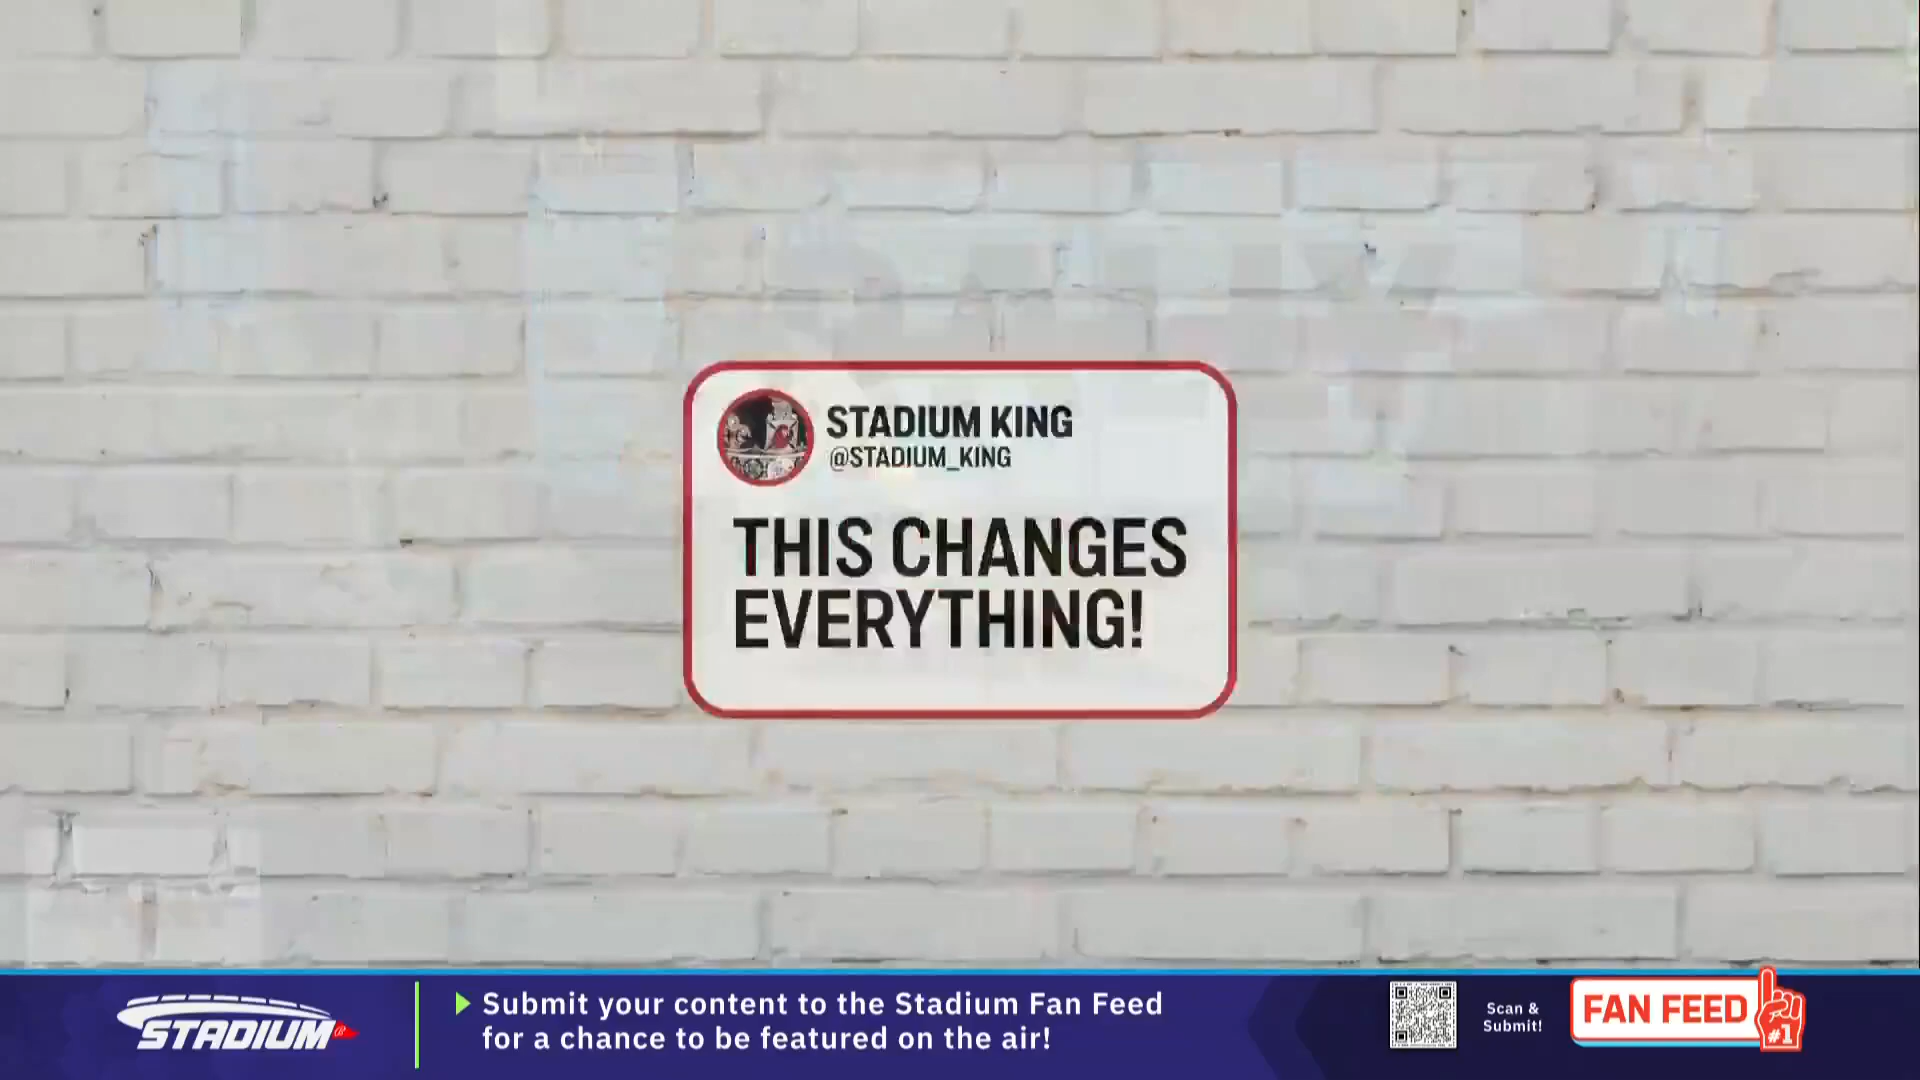 STADIUM KING
@STADIUM_KING
THIS CHANGES
EVERYTHING!
STADIUM
Submit your content to the Stadium Fan Feed
for a chance to be featured on the air!
Scan &
Submit!
FAN FEED
#1